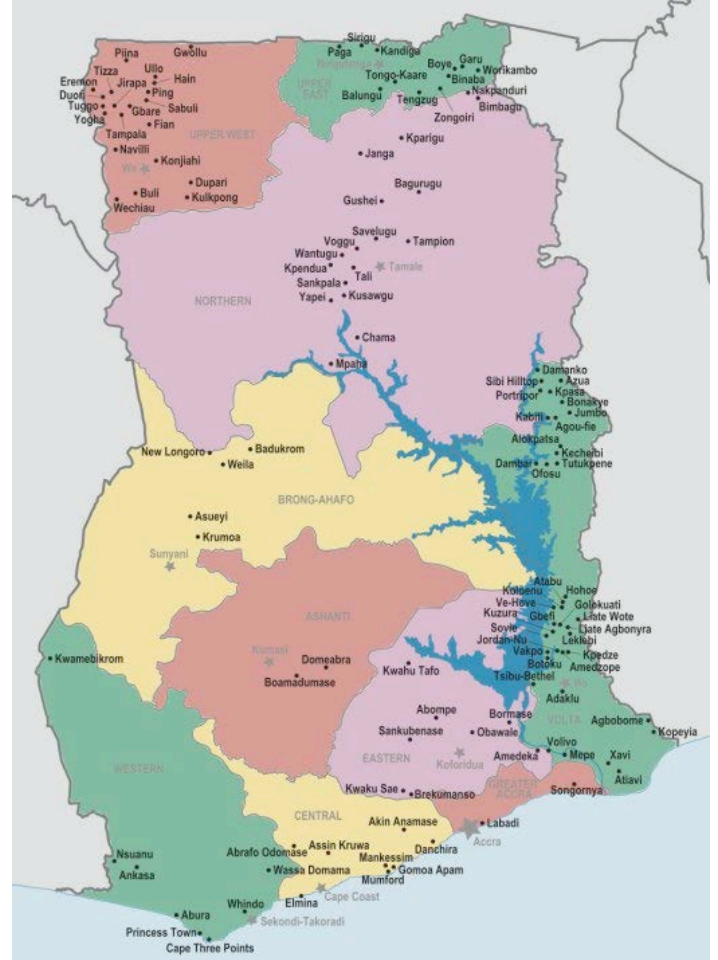 Sirigu
Piina
Gwollu
Paga
Kandiga
Bolgatanga
Boye
Garu
Worikambo
Tizza
Ullo
Hain
Eremon
Jirapa
Ping
Tongo-Kaare
Binaba
Duori
UPPER
EAST
Balungu
Nakpanduri
Tuggo
Gbare
Sabuli
Tengzug
Bimbagu
Yogha
Fian
Zongoiri
Tampala
UPPER WEST
Kparigu
Navilli
Janga
Wa
Konjiahi
Dupari
Bagurugu
Buli
Kulkpong
Gushei
Wechiau
Savelugu
Voggu
Tampion
Wantugu
Kpendua
Tali
Tamale
Sankpala
Yapei
Kusawgu
NORTHERN
Chama
Mpaha
Damanko
Sibi Hilltop
Azua
Portripor
Kpasa
Bonakye
Jumbo
Kabiti
Agou-fie
Alokpatsa
New Longoro
Badukrom
Kecheibi
Weila
Dambai
Tutukpene
Ofosu
BRONG-AHAFO
Asueyi
Krumoa
Sunyani
Atabu
Hohoe
Ve-Hove
Golokuati
Kuzura
Gbefi
Liate Wote
Sovie
Liate Agbonyra
Jordan-Nu
Leklebi
ASHANTI
Kumasi
Vakpo
Kpedze
Kwamebikrom
Domeabra
Kwahu Tafo
Botoku
Amedzope
Boamadumase
Tsibu-Bethel
Ho
Adaklu
Abompe
Bormase
VOLTA
Agbobome
Sankubenase
Obawale
Kopeyia
Volivo
EASTERN
Koforidua
Amedeka
Mepe
Xavi
WESTERN
Atiavi
Kwaku Sae
Brekumanso
GREATER
ACCRA
Songornya
CENTRAL
Akin Anamase
Labadi
Accra
Abrafo Odomase
Assin Kruwa
Danchira
Nsuanu
Mankessim
Ankasa
Wassa Domama
Gomoa Apam
Mumford
Cape Coast
Elmina
Whindo
Abura
Sekondi-Takoradi
Princess Town
Cape Three Points